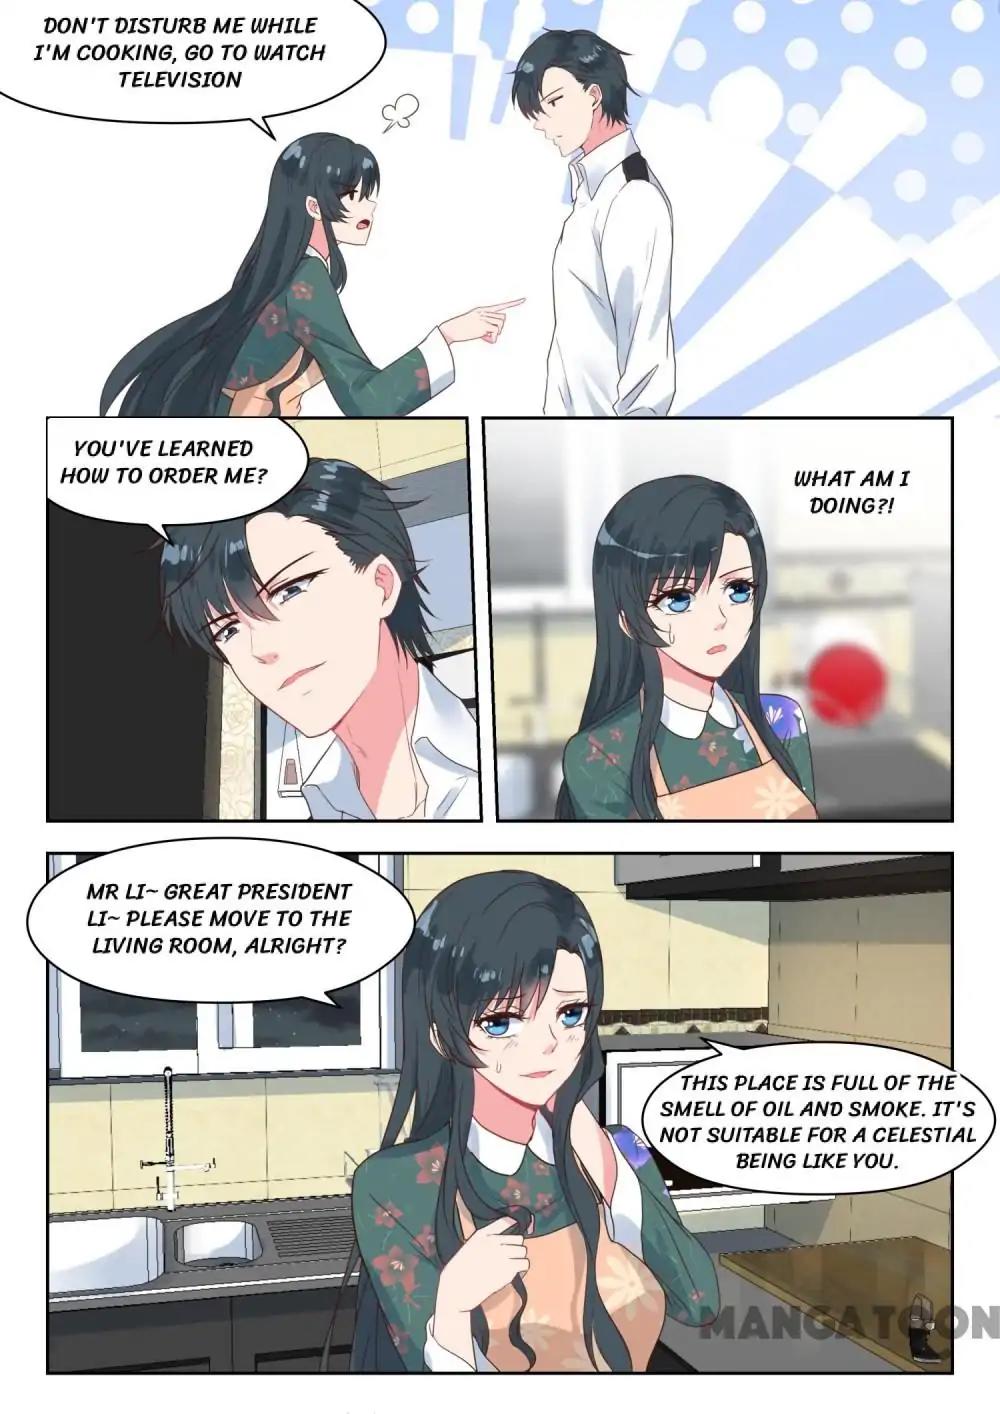 DON'T DISTURB ME WHILE
I'M COOKING, GO TO WATCH
TELEVISION
YOU'VE LEARNED
HOW TO ORDER ME?
WHAT AM I
DOING?!
MR LI~ GREAT PRESIDENT
LI~ PLEASE MOVE TO THE
LIVING ROOM, ALRIGHT?
THIS PLACE IS FULL OF THE
SMELL OF OIL AND SMOKE. IT'S
NOT SUITABLE FOR A CELESTIAL
BEING LIKE YOU.
MANGATOON